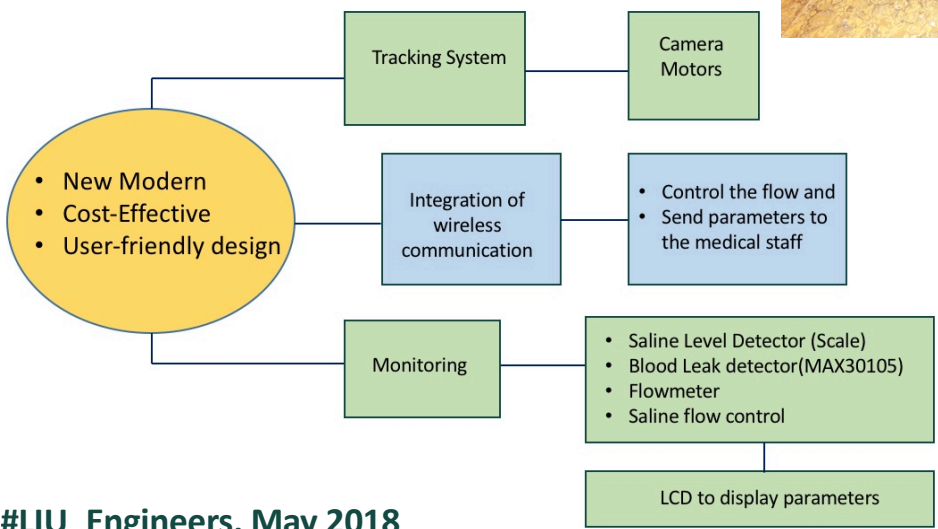 Tracking System
Camera
Motors
• New Modern
• Cost-Effective
• User-friendly design
Integration of
wireless
communication
• Control the flow and
• Send parameters to
the medical staff
Monitoring
• Saline Level Detector (Scale)
• Blood Leak detector(MAX30105)
• Flowmeter
• Saline flow control
LCD to display parameters
#LIU_Engineers, May 2018